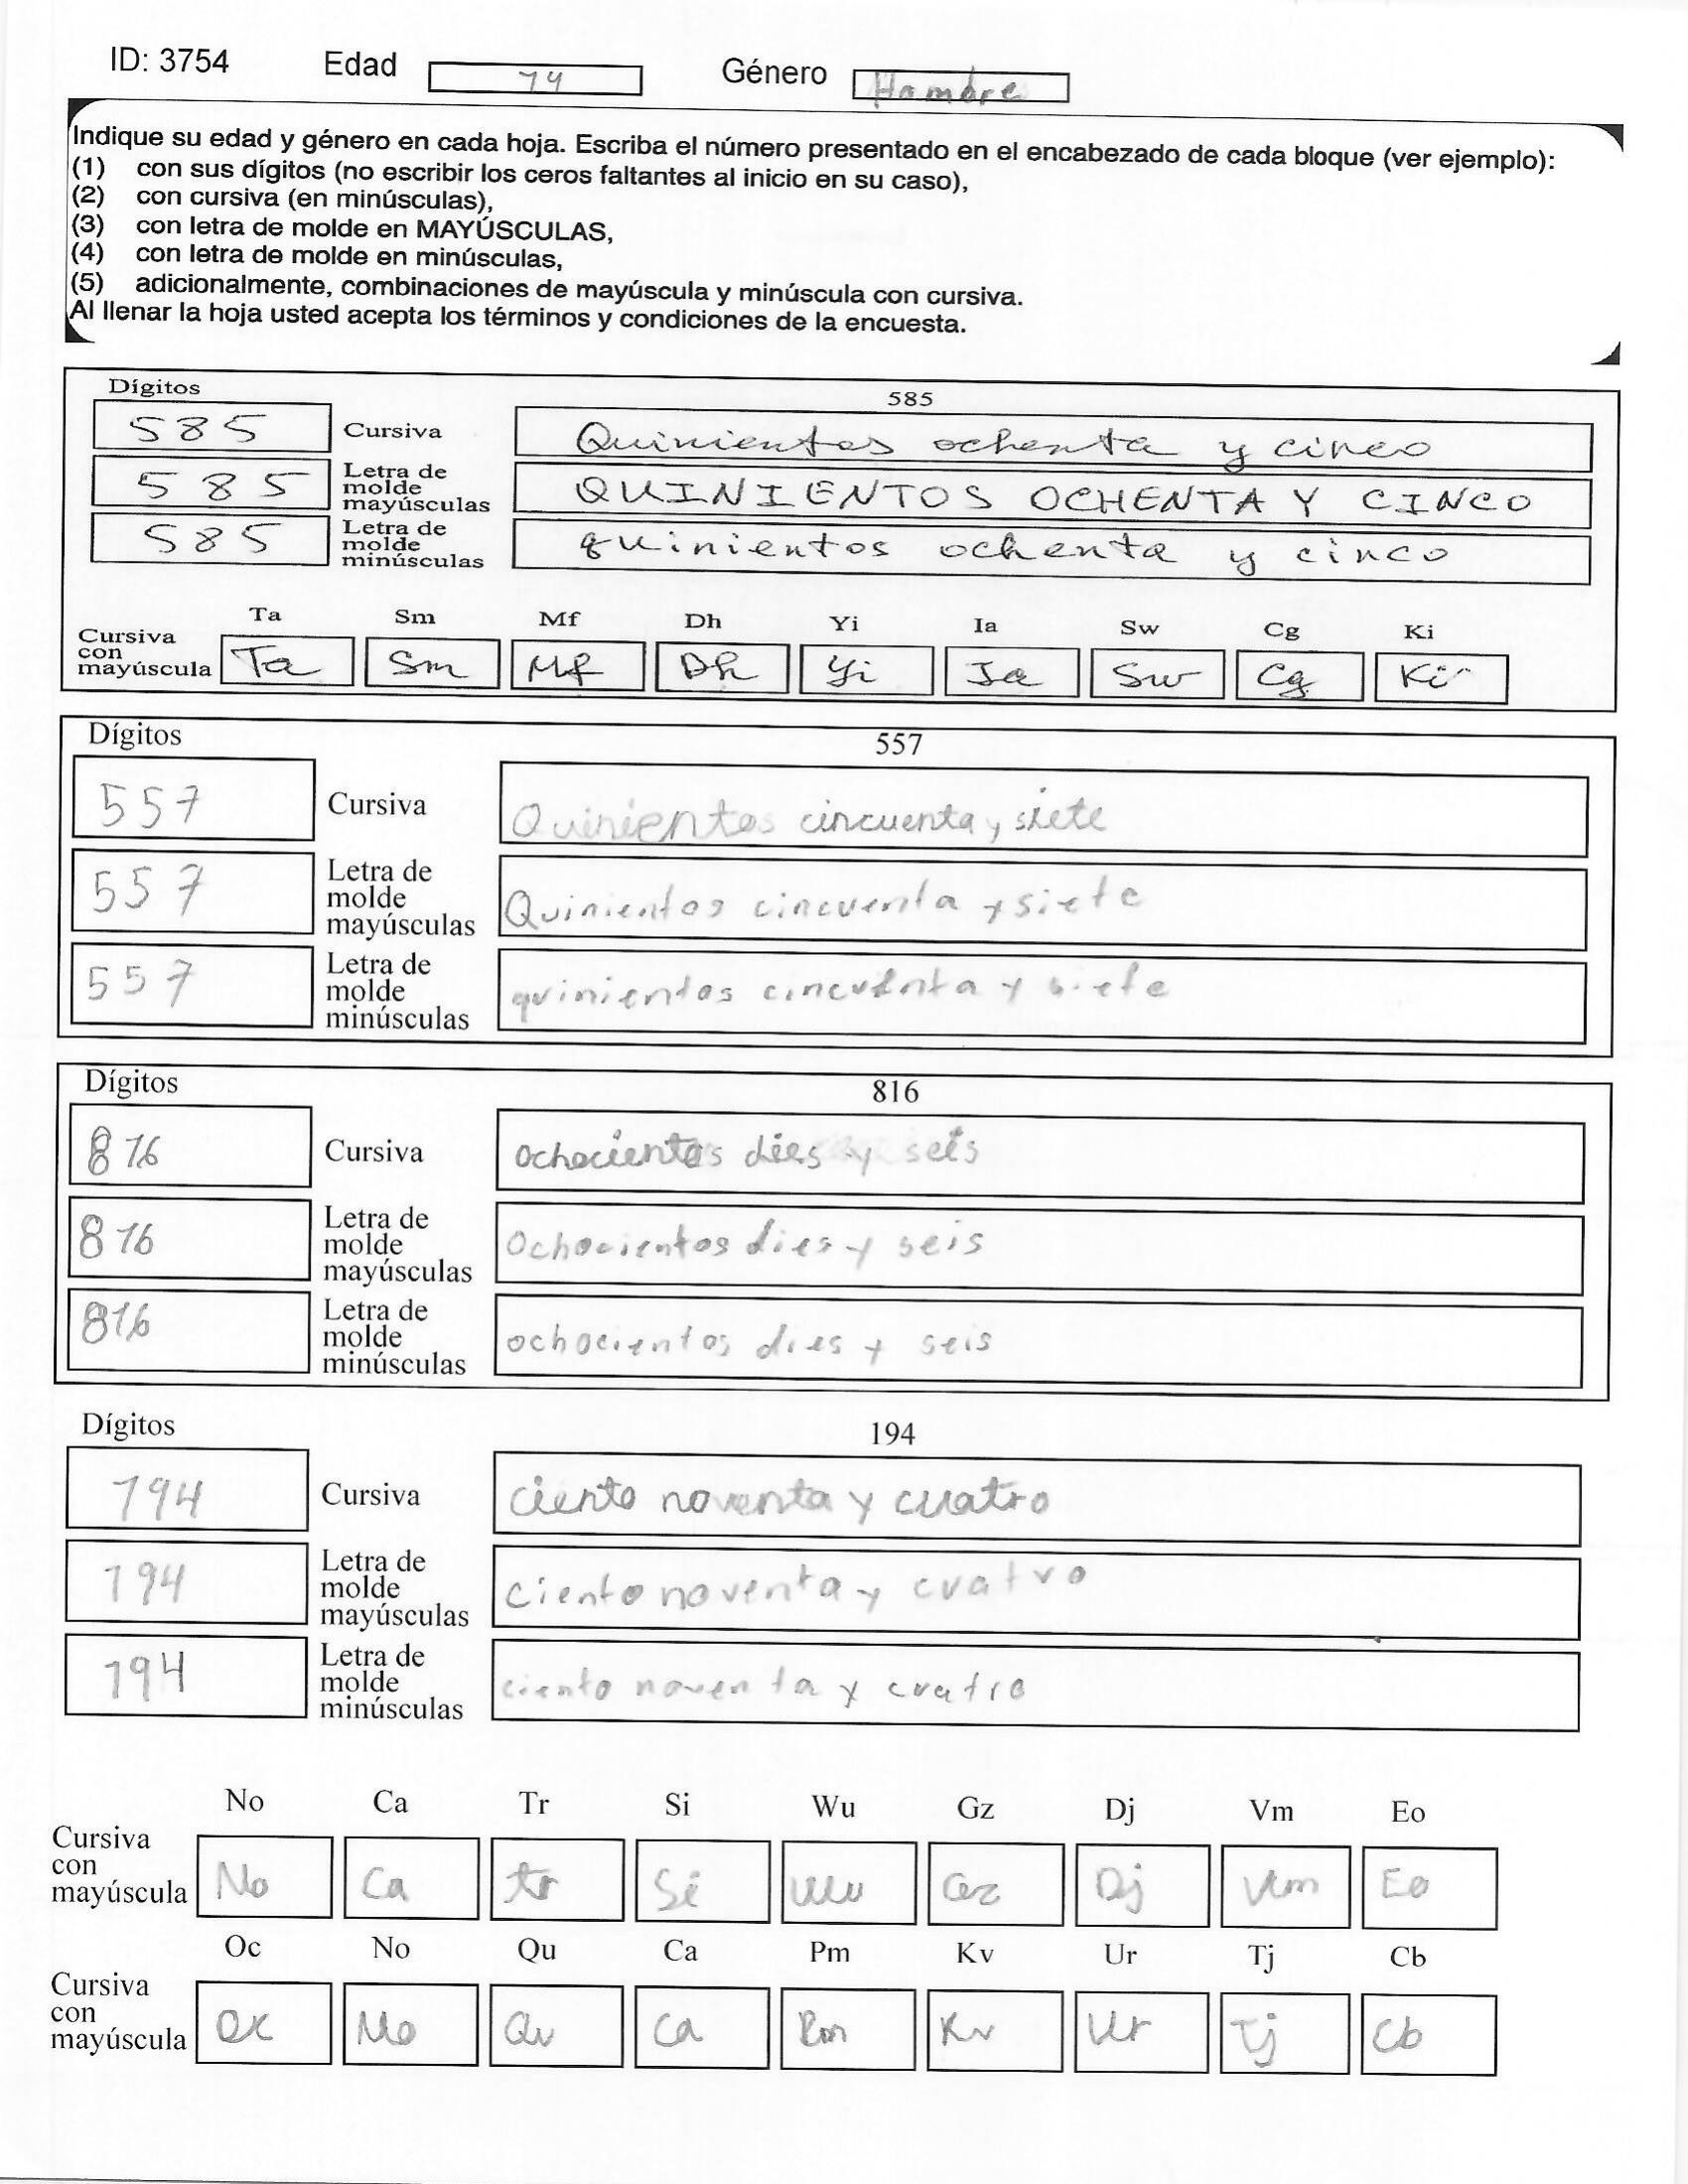 ID: 3754 Edad 14 Género Hombre
Indique su edad y género en cada hoja. Escriba el número presentado en el encabezado de cada bloque (ver ejemplo):
(1) con sus dígitos (no escribir los ceros faltantes al inicio en su caso),
(2) con cursiva (en minúsculas),
(3) con letra de molde en MAYÚSCULAS,
(4) con letra de molde en minúsculas,
(5) adicionalmente, combinaciones de mayúscula y minúscula con cursiva.
Al llenar la hoja usted acepta los términos y condiciones de la encuesta.
Dígitos 585
585 Cursiva Quinientos ochenta y cinco
585 Letra de molde mayúsculas QUINIENTOS OCHENTA Y CINCO
585 Letra de molde minúsculas quinientos ochenta y cinco
Ta Sm Mf Dh Yi Ia Sw Cg Ki
Cursiva con mayúscula Ta Sm Mf Dh Yi Ia Sw Cg Ki
Dígitos 557
557 Cursiva Quinientos cincuenta y siete
557 Letra de molde mayúsculas Quinientos cincuenta y siete
557 Letra de molde minúsculas quinientos cincuenta y siete
Dígitos 816
816 Cursiva ochocientos dies y seis
816 Letra de molde mayúsculas Ochocientos dies y seis
816 Letra de molde minúsculas ochocientos dies y seis
Dígitos 194
194 Cursiva ciento noventa y cuatro
194 Letra de molde mayúsculas Ciento noventa y cuatro
194 Letra de molde minúsculas ciento noventa y cuatro
No Ca Tr Si Wu Gz Dj Vm Eo
Cursiva con mayúscula No Ca tr Si Wu Gz Dj Vm Eo
Oc No Qu Ca Pm Kv Ur Tj Cb
Cursiva con mayúscula Oc No Qu Ca Pm Kv Ur Tj Cb